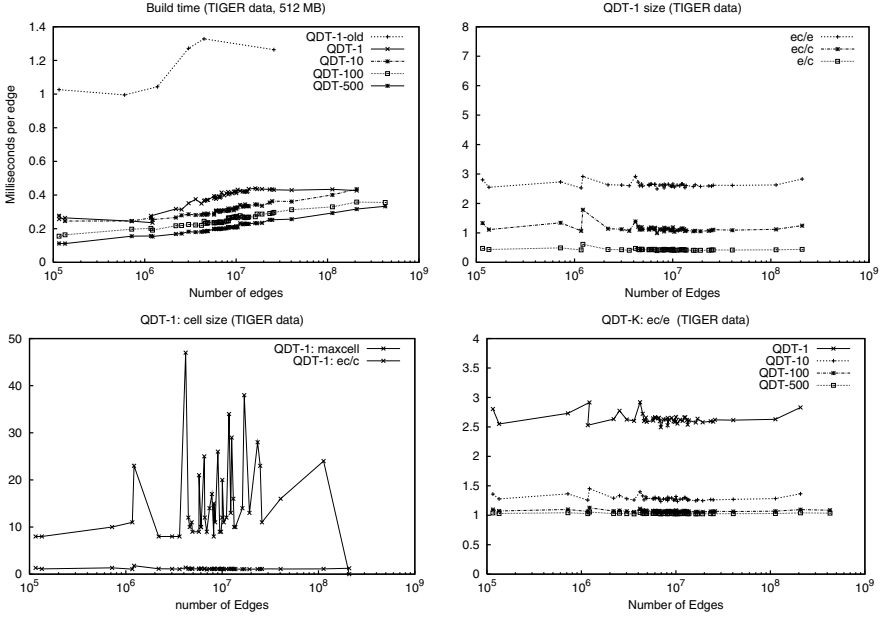 Build time (TIGER data, 512 MB)
Milliseconds per edge
1.4
1.2
1
0.8
0.6
0.4
0.2
0
QDT-1-old
QDT-1
QDT-10
QDT-100
QDT-500
10^5 10^6 10^7 10^8 10^9
Number of edges
QDT-1 size (TIGER data)
8
7
6
5
4
3
2
1
0
ec/e
ec/c
e/c
10^5 10^6 10^7 10^8 10^9
Number of Edges
QDT-1: cell size (TIGER data)
50
40
30
20
10
0
QDT-1: maxcell
QDT-1: ec/c
10^5 10^6 10^7 10^8 10^9
number of Edges
QDT-K: ec/e (TIGER data)
4
3.5
3
2.5
2
1.5
1
0.5
0
QDT-1
QDT-10
QDT-100
QDT-500
10^5 10^6 10^7 10^8 10^9
Number of Edges